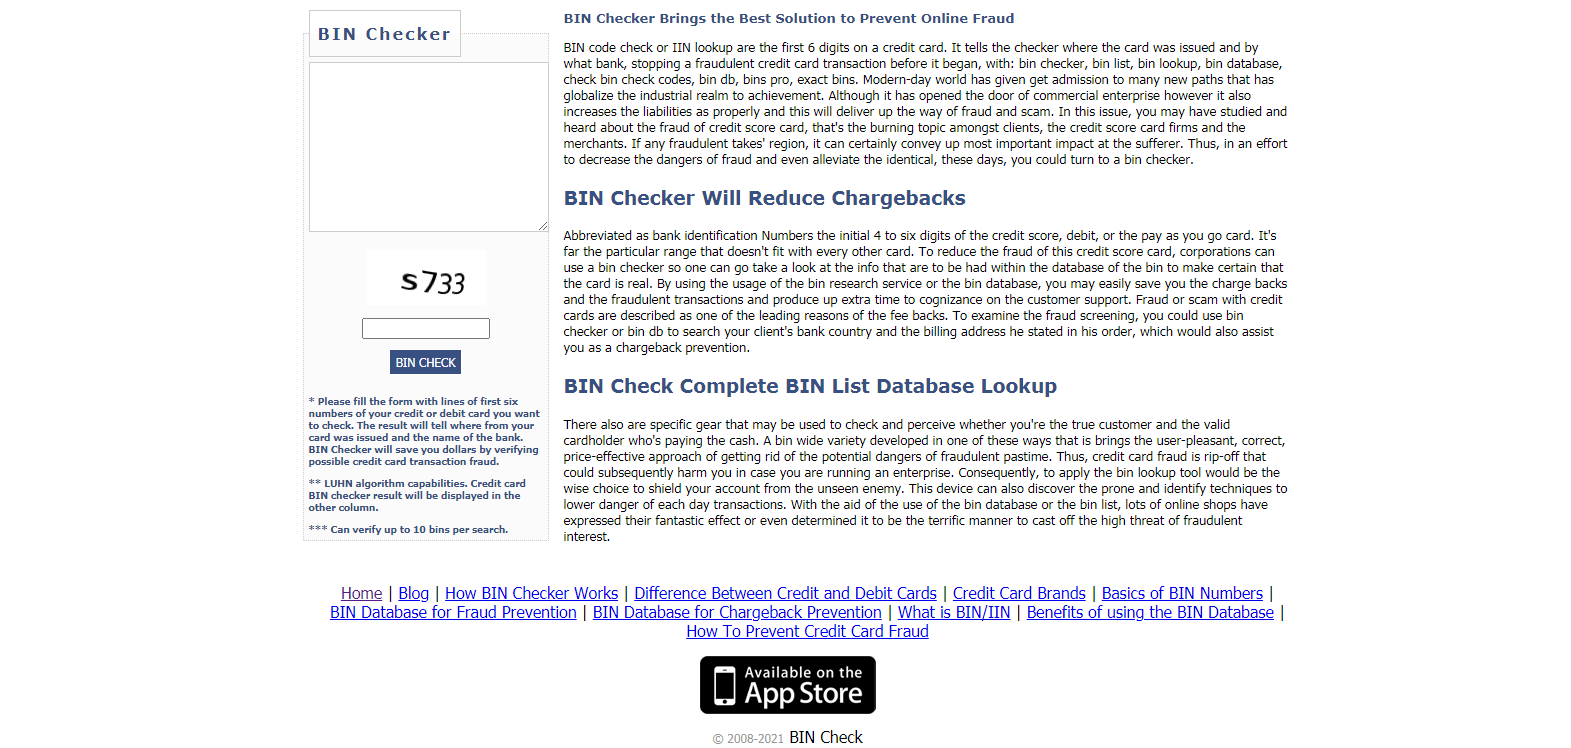 BIN Checker
s733
BIN CHECK
* Please fill the form with lines of first six
numbers of your credit or debit card you want
to check. The result will tell where from your
card was issued and the name of the bank.
BIN Checker will save you dollars by verifying
possible credit card transaction fraud.
** LUHN algorithm capabilities. Credit card
BIN checker result will be displayed in the
other column.
*** Can verify up to 10 bins per search.
BIN Checker Brings the Best Solution to Prevent Online Fraud
BIN code check or IIN lookup are the first 6 digits on a credit card. It tells the checker where the card was issued and by
what bank, stopping a fraudulent credit card transaction before it began, with: bin checker, bin list, bin lookup, bin database,
check bin check codes, bin db, bins pro, exact bins. Modern-day world has given get admission to many new paths that has
globalize the industrial realm to achievement. Although it has opened the door of commercial enterprise however it also
increases the liabilities as properly and this will deliver up the way of fraud and scam. In this issue, you may have studied and
heard about the fraud of credit score card, that's the burning topic amongst clients, the credit score card firms and the
merchants. If any fraudulent takes' region, it can certainly convey up most important impact at the sufferer. Thus, in an effort
to decrease the dangers of fraud and even alleviate the identical, these days, you could turn to a bin checker.
BIN Checker Will Reduce Chargebacks
Abbreviated as bank identification Numbers the initial 4 to six digits of the credit score, debit, or the pay as you go card. It's
far the particular range that doesn't fit with every other card. To reduce the fraud of this credit score card, corporations can
use a bin checker so one can go take a look at the info that are to be had within the database of the bin to make certain that
the card is real. By using the usage of the bin research service or the bin database, you may easily save you the charge backs
and the fraudulent transactions and produce up extra time to cognizance on the customer support. Fraud or scam with credit
cards are described as one of the leading reasons of the fee backs. To examine the fraud screening, you could use bin
checker or bin db to search your client's bank country and the billing address he stated in his order, which would also assist
you as a chargeback prevention.
BIN Check Complete BIN List Database Lookup
There also are specific gear that may be used to check and perceive whether you're the true customer and the valid
cardholder who's paying the cash. A bin wide variety developed in one of these ways that is brings the user-pleasant, correct,
price-effective approach of getting rid of the potential dangers of fraudulent pastime. Thus, credit card fraud is rip-off that
could subsequently harm you in case you are running an enterprise. Consequently, to apply the bin lookup tool would be the
wise choice to shield your account from the unseen enemy. This device can also discover the prone and identify techniques to
lower danger of each day transactions. With the aid of the use of the bin database or the bin list, lots of online shops have
expressed their fantastic effect or even determined it to be the terrific manner to cast off the high threat of fraudulent
interest.
Home | Blog | How BIN Checker Works | Difference Between Credit and Debit Cards | Credit Card Brands | Basics of BIN Numbers |
BIN Database for Fraud Prevention | BIN Database for Chargeback Prevention | What is BIN/IIN | Benefits of using the BIN Database |
How To Prevent Credit Card Fraud
Available on the
App Store
© 2008-2021 BIN Check